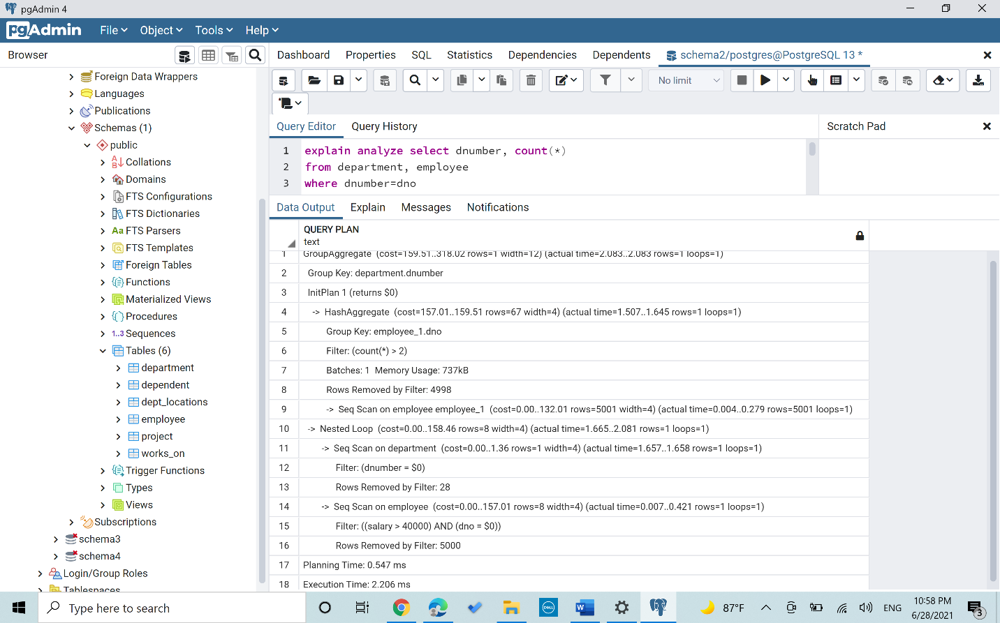 pgAdmin 4
pgAdmin File Object Tools Help
Browser
Dashboard Properties SQL Statistics Dependencies Dependents schema2/postgres@PostgreSQL 13 *
No limit
Foreign Data Wrappers
Languages
Publications
Schemas (1)
public
Collations
Domains
FTS Configurations
FTS Dictionaries
Aa FTS Parsers
FTS Templates
Foreign Tables
Functions
Materialized Views
Procedures
1..3 Sequences
Tables (6)
department
dependent
dept_locations
employee
project
works_on
Trigger Functions
Types
Views
Subscriptions
schema3
schema4
Login/Group Roles
Tablespaces
Query Editor Query History
Scratch Pad
1 explain analyze select dnumber, count(*)
2 from department, employee
3 where dnumber=dno
Data Output Explain Messages Notifications
QUERY PLAN
text
1 GroupAggregate (cost=159.51..318.02 rows=1 width=12) (actual time=2.083..2.083 rows=1 loops=1)
2 Group Key: department.dnumber
3 InitPlan 1 (returns $0)
4 -> HashAggregate (cost=157.01..159.51 rows=67 width=4) (actual time=1.507..1.645 rows=1 loops=1)
5 Group Key: employee_1.dno
6 Filter: (count(*) > 2)
7 Batches: 1 Memory Usage: 737kB
8 Rows Removed by Filter: 4998
9 -> Seq Scan on employee employee_1 (cost=0.00..132.01 rows=5001 width=4) (actual time=0.004..0.279 rows=5001 loops=1)
10 -> Nested Loop (cost=0.00..158.46 rows=8 width=4) (actual time=1.665..2.081 rows=1 loops=1)
11 -> Seq Scan on department (cost=0.00..1.36 rows=1 width=4) (actual time=1.657..1.658 rows=1 loops=1)
12 Filter: (dnumber = $0)
13 Rows Removed by Filter: 28
14 -> Seq Scan on employee (cost=0.00..157.01 rows=8 width=4) (actual time=0.007..0.421 rows=1 loops=1)
15 Filter: ((salary > 40000) AND (dno = $0))
16 Rows Removed by Filter: 5000
17 Planning Time: 0.547 ms
18 Execution Time: 2.206 ms
Type here to search
DELL
W
87°F
ENG
10:58 PM
6/28/2021
3